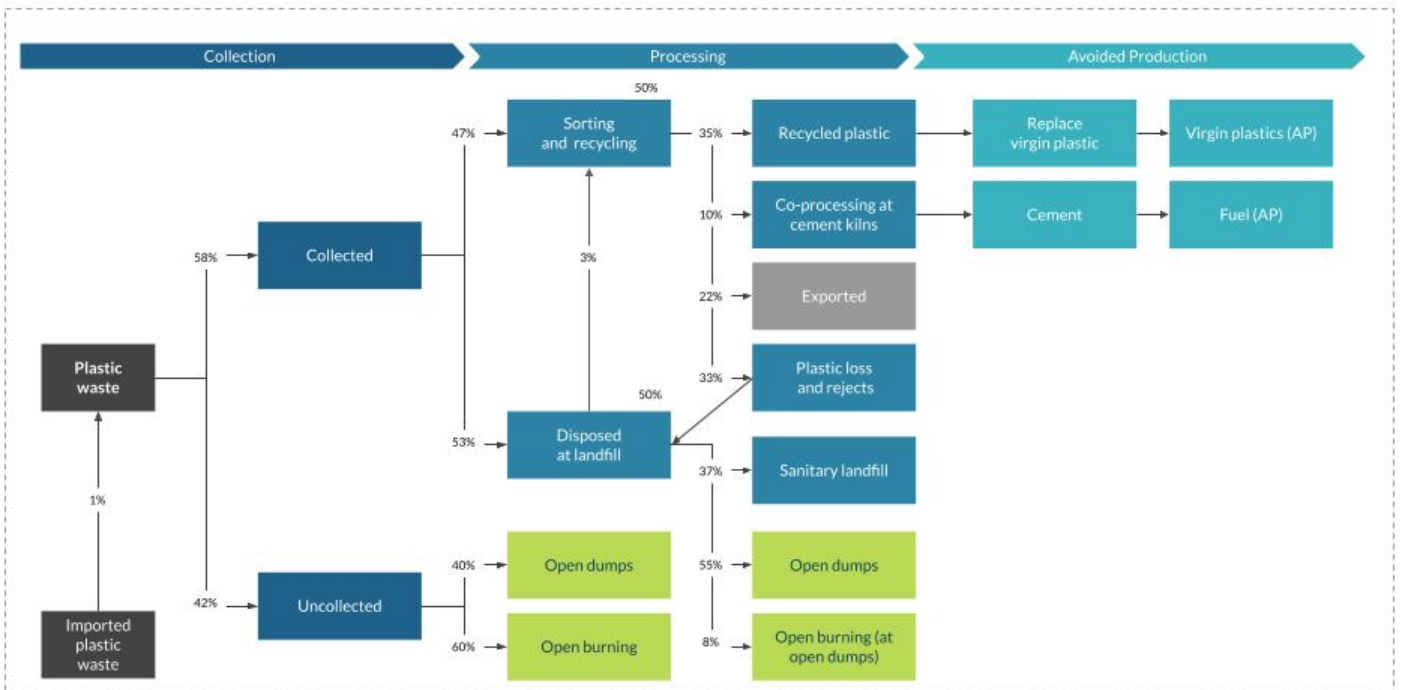 Collection
Processing
Avoided Production
50%
47%
Sorting
and recycling
35%
Recycled plastic
Replace
virgin plastic
Virgin plastics (AP)
10%
Co-processing at
cement kilns
Cement
Fuel (AP)
58%
Collected
3%
22%
Exported
Plastic
waste
50%
33%
Plastic loss
and rejects
53%
Disposed
at landfill
37%
Sanitary landfill
1%
40%
Open dumps
55%
Open dumps
42%
Uncollected
Imported
plastic
waste
60%
Open burning
8%
Open burning (at
open dumps)